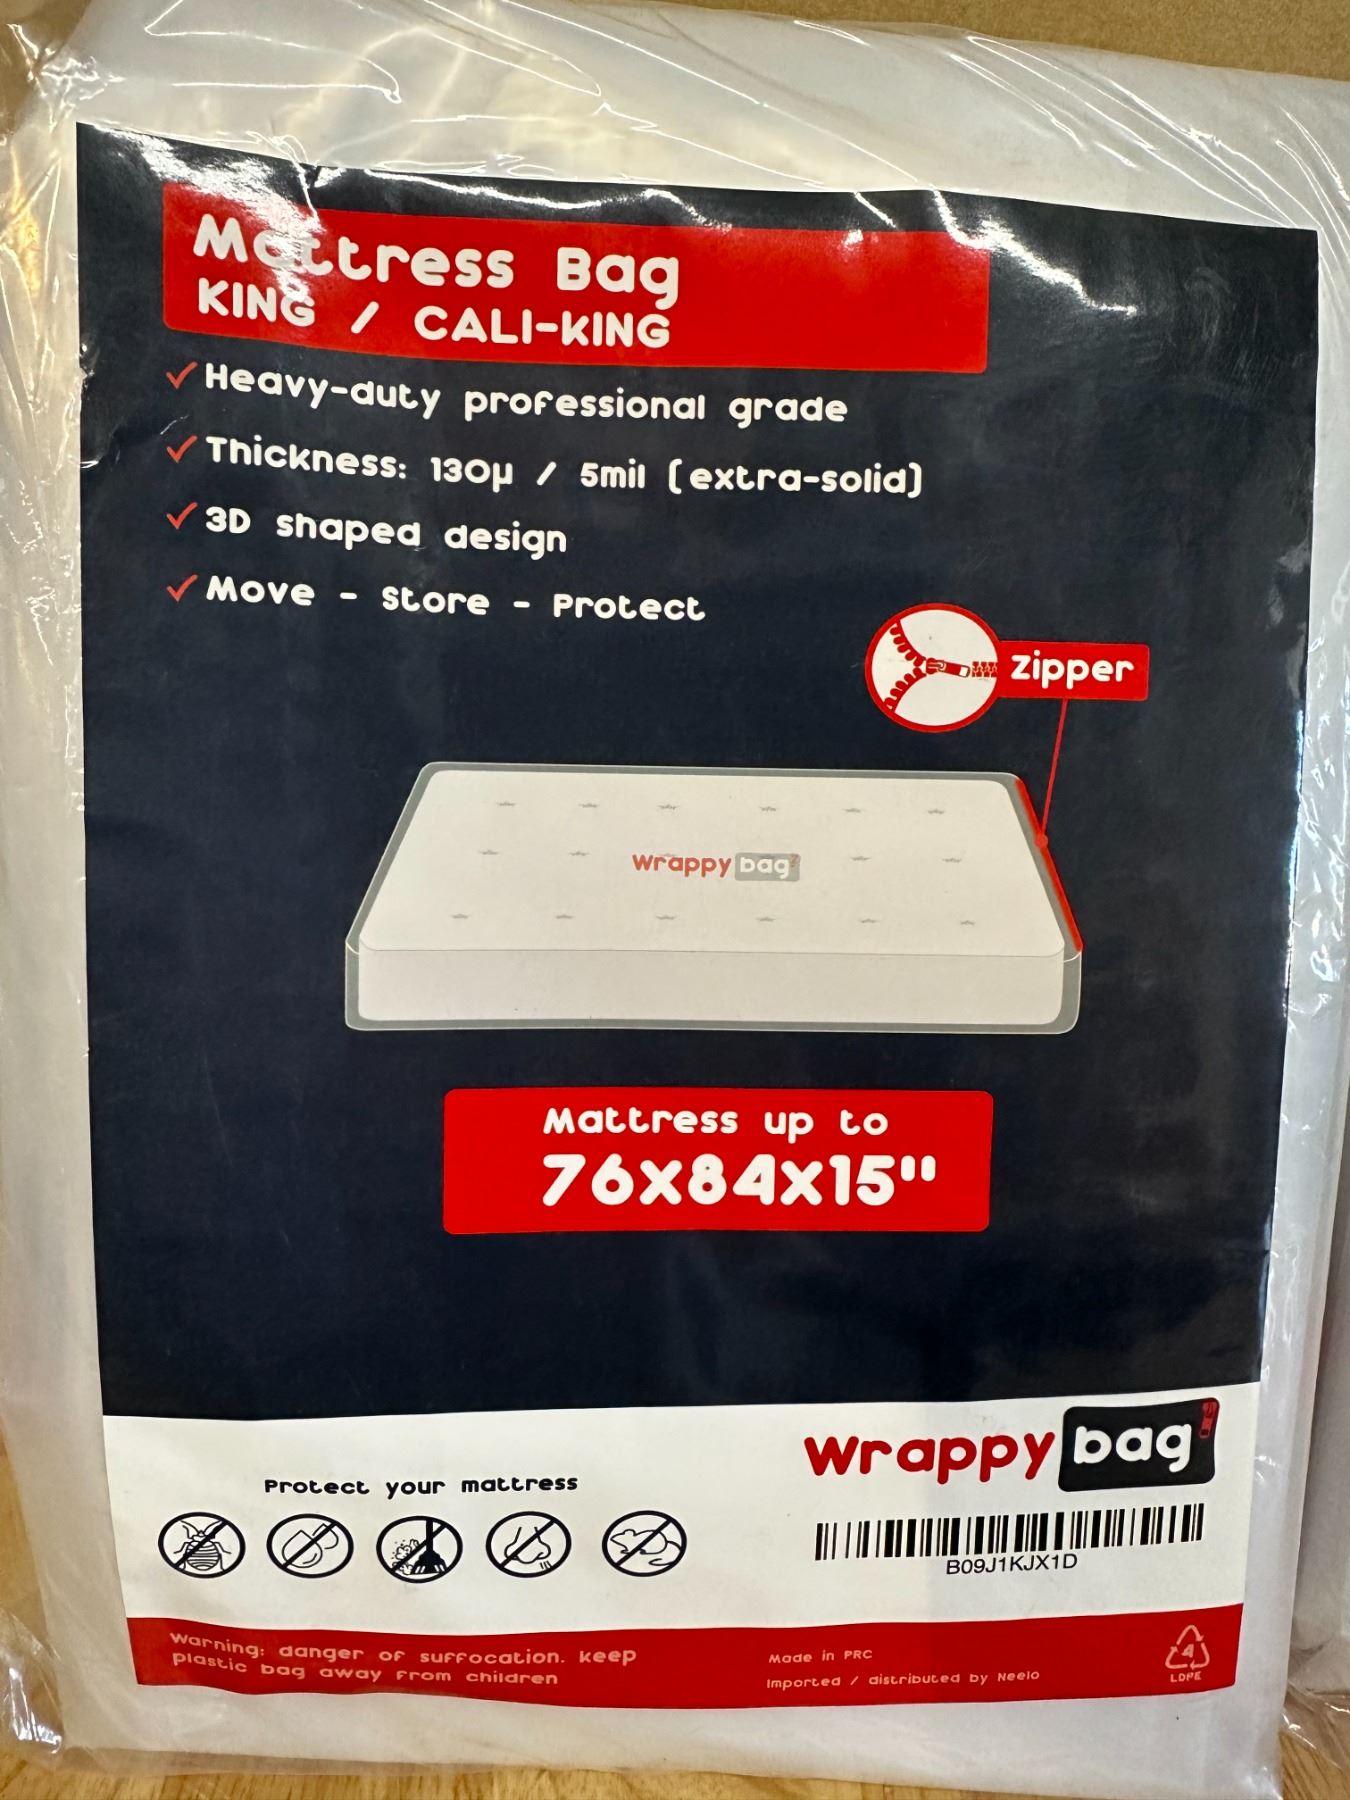 Mattress Bag
KING / CALI-KING
Heavy-duty professional grade
Thickness: 130µ / 5mil (extra-solid)
3D shaped design
Move - Store - Protect
zipper
wrappy bag
Mattress up to
76x84x15"
wrappy bag
Protect your mattress
B09J1KJX1D
Warning: danger of suffocation. keep
plastic bag away from children
Made in PRC
Imported / distributed by Neelo
4
LDPE